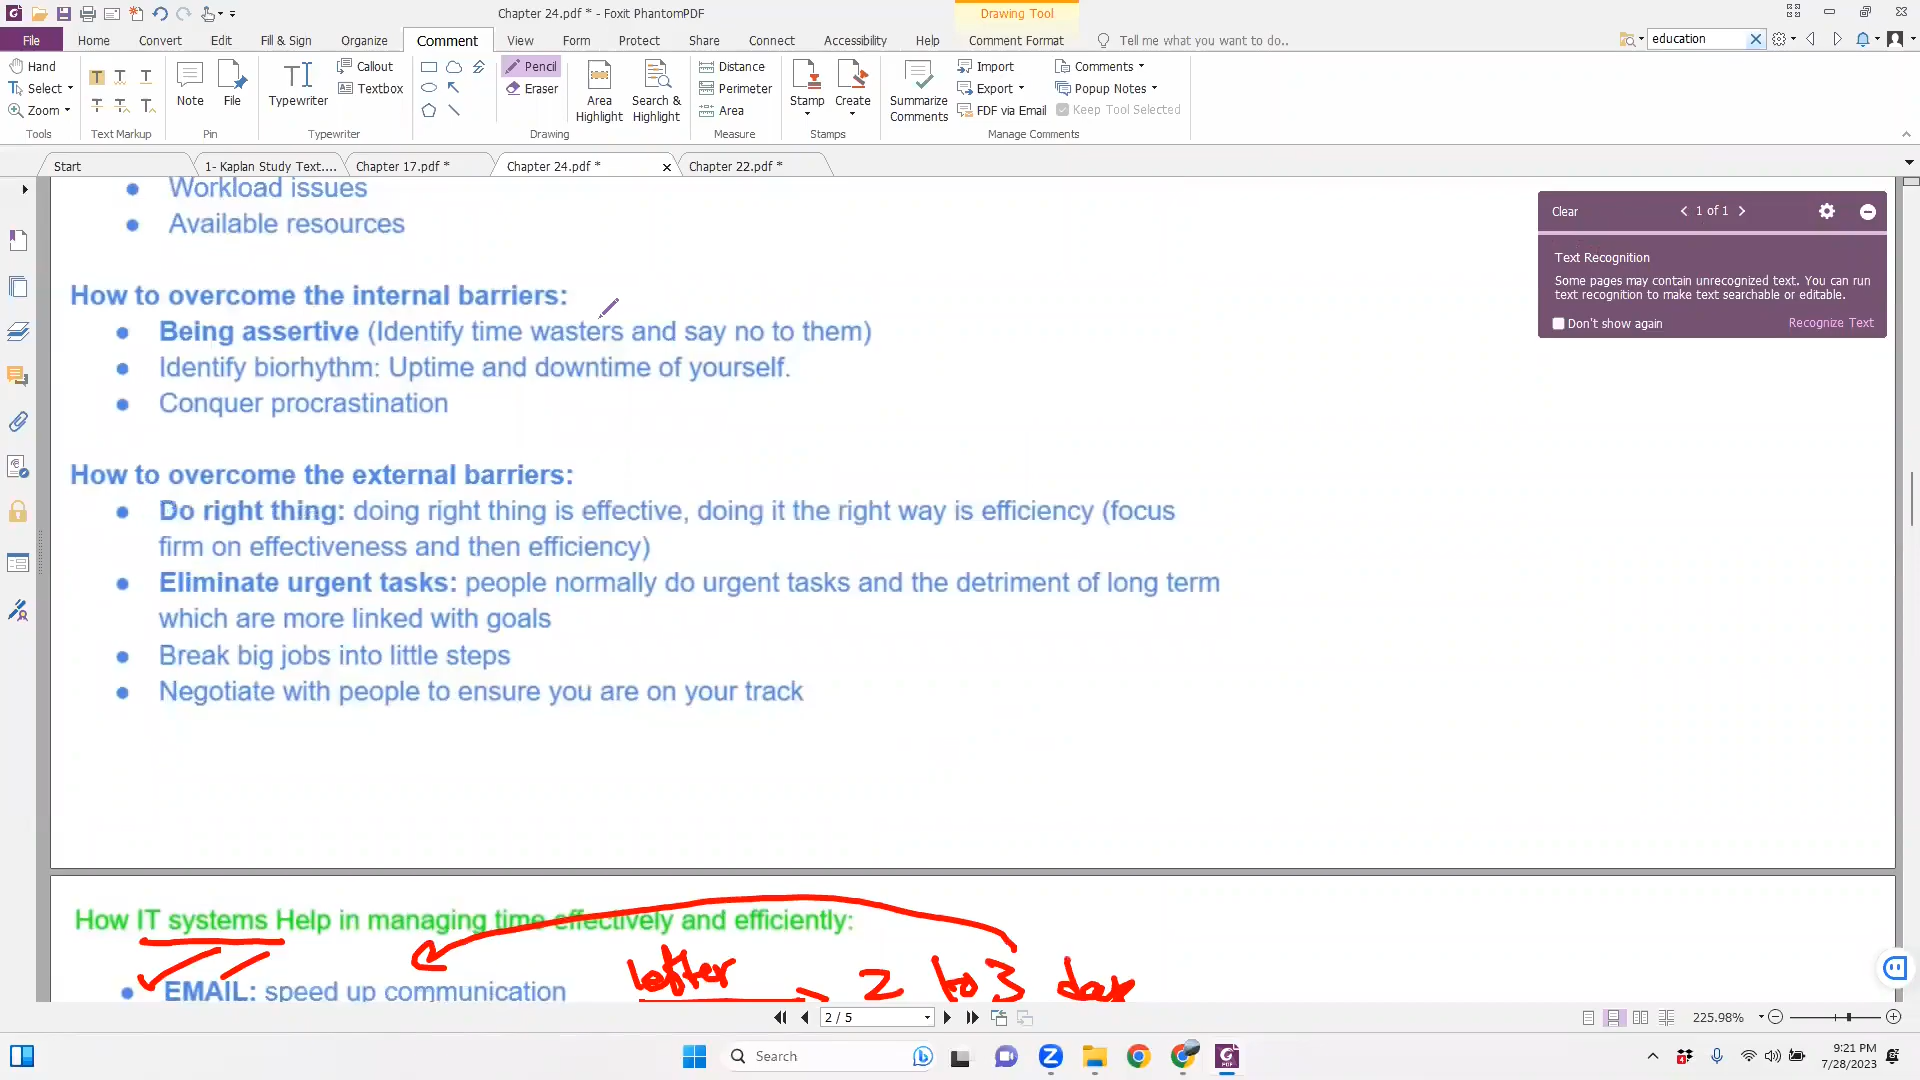 Chapter 24.pdf * - Foxit PhantomPDF
Drawing Tool
File Home Convert Edit Fill & Sign Organize Comment View Form Protect Share Connect Accessibility Help Comment Format Tell me what you want to do.. education
Hand
Select
Zoom
Tools
Text Markup
Note
File
Pin
Typewriter
Callout
Textbox
Typewriter
Pencil
Eraser
Area Highlight
Search & Highlight
Drawing
Distance
Perimeter
Area
Measure
Stamp
Create
Stamps
Summarize Comments
Import
Export
FDF via Email
Comments
Popup Notes
Keep Tool Selected
Manage Comments
Start 1- Kaplan Study Text.... Chapter 17.pdf * Chapter 24.pdf * Chapter 22.pdf *
Workload issues
Available resources
How to overcome the internal barriers:
Being assertive (Identify time wasters and say no to them)
Identify biorhythm: Uptime and downtime of yourself.
Conquer procrastination
How to overcome the external barriers:
Do right thing: doing right thing is effective, doing it the right way is efficiency (focus
firm on effectiveness and then efficiency)
Eliminate urgent tasks: people normally do urgent tasks and the detriment of long term
which are more linked with goals
Break big jobs into little steps
Negotiate with people to ensure you are on your track
Clear 1 of 1
Text Recognition
Some pages may contain unrecognized text. You can run
text recognition to make text searchable or editable.
Don't show again Recognize Text
How IT systems Help in managing time effectively and efficiently:
EMAIL: speed up communication
letter 2 to 3
2 / 5
225.98%
Search
9:21 PM
7/28/2023